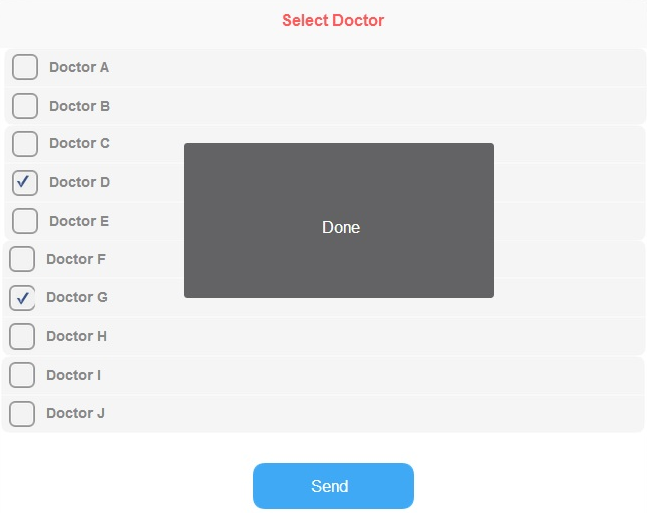 Select Doctor
Doctor A
Doctor B
Doctor C
Doctor D
Doctor E
Done
Doctor F
Doctor G
Doctor H
Doctor I
Doctor J
Send